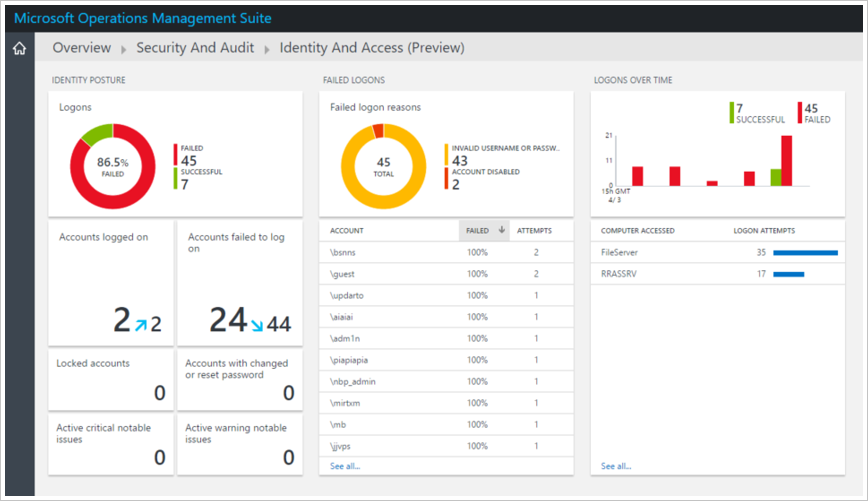 Microsoft Operations Management Suite
Overview Security And Audit Identity And Access (Preview)
IDENTITY POSTURE
Logons
86.5%
FAILED
FAILED
45
SUCCESSFUL
7
Accounts logged on
2 2
Accounts failed to log
on
24 44
Locked accounts
0
Accounts with changed
or reset password
0
Active critical notable
issues
0
Active warning notable
issues
0
FAILED LOGONS
Failed logon reasons
45
TOTAL
INVALID USERNAME OR PASSW...
43
ACCOUNT DISABLED
2
ACCOUNT FAILED ATTEMPTS
\bsnns 100% 2
\guest 100% 2
\updarto 100% 1
\aiaiai 100% 1
\adm1n 100% 1
\piapiapia 100% 1
\nbp_admin 100% 1
\mirtxm 100% 1
\mb 100% 1
\jjvps 100% 1
See all...
LOGONS OVER TIME
7
SUCCESSFUL
45
FAILED
21
11
0
15h GMT
4/ 3
COMPUTER ACCESSED LOGON ATTEMPTS
FileServer 35
RRASSRV 17
See all...